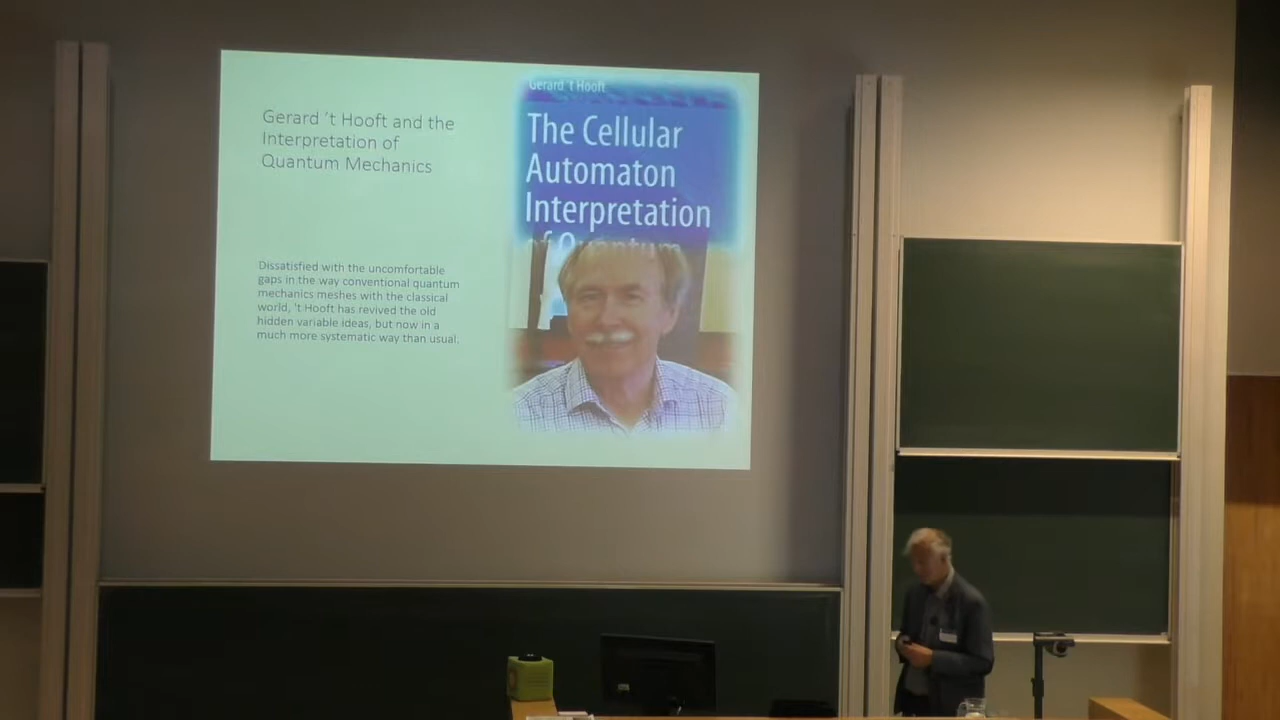 Gerard 't Hooft and the
Interpretation of
Quantum Mechanics
Dissatisfied with the uncomfortable
gaps in the way conventional quantum
mechanics meshes with the classical
world, 't Hooft has revived the old
hidden variable ideas, but now in a
much more systematic way than usual.
Gerard 't Hooft
The Cellular
Automaton
Interpretation
of Quantum